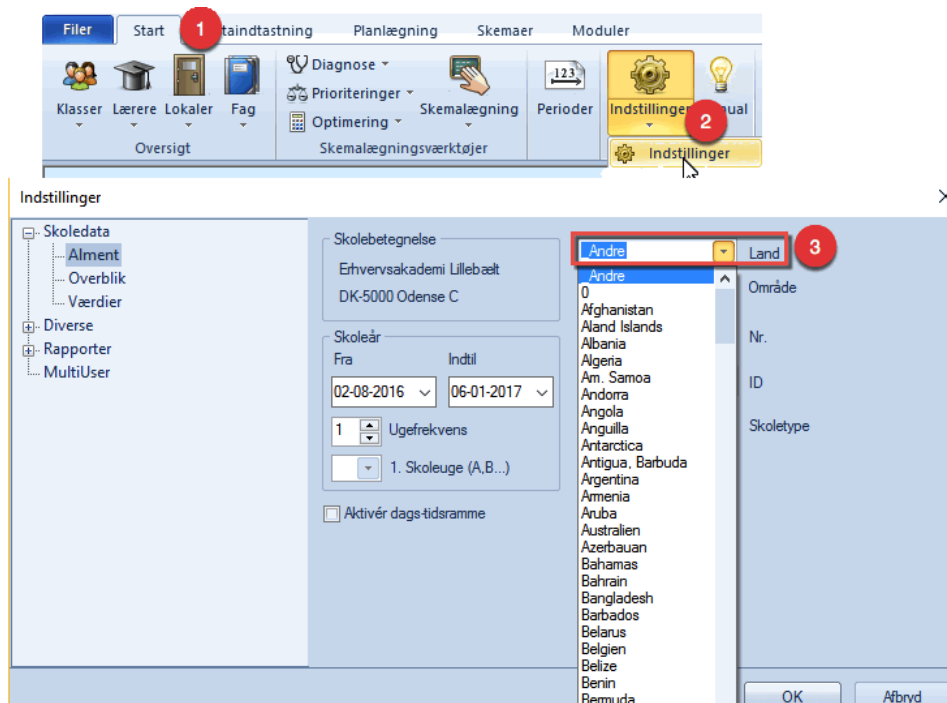 Filer Start 1 taindtastning Planlægning Skemaer Moduler
Diagnose
Prioriteringer
Optimering
Klasser Lærere Lokaler Fag Skemalægning 123 Perioder Indstillinger
Oversigt Skemalægningsværktøjer
2
Indstillinger
Indstillinger
Skoledata
Alment
Overblik
Værdier
Diverse
Rapporter
MultiUser
Skolebetegnelse
Erhvervsakademi Lillebælt
DK-5000 Odense C
Skoleår
Fra Indtil
02-08-2016 06-01-2017
1 Ugefrekvens
1. Skoleuge (A,B...)
Aktivér dags-tidsramme
_Andre Land 3
_Andre
0
Afghanistan
Aland Islands
Albania
Algeria
Am. Samoa
Andorra
Angola
Anguilla
Antarctica
Antigua, Barbuda
Argentina
Armenia
Aruba
Australien
Azerbauan
Bahamas
Bahrain
Bangladesh
Barbados
Belarus
Belgien
Belize
Benin
Bermuda
Område
Nr.
ID
Skoletype
OK Afbryd